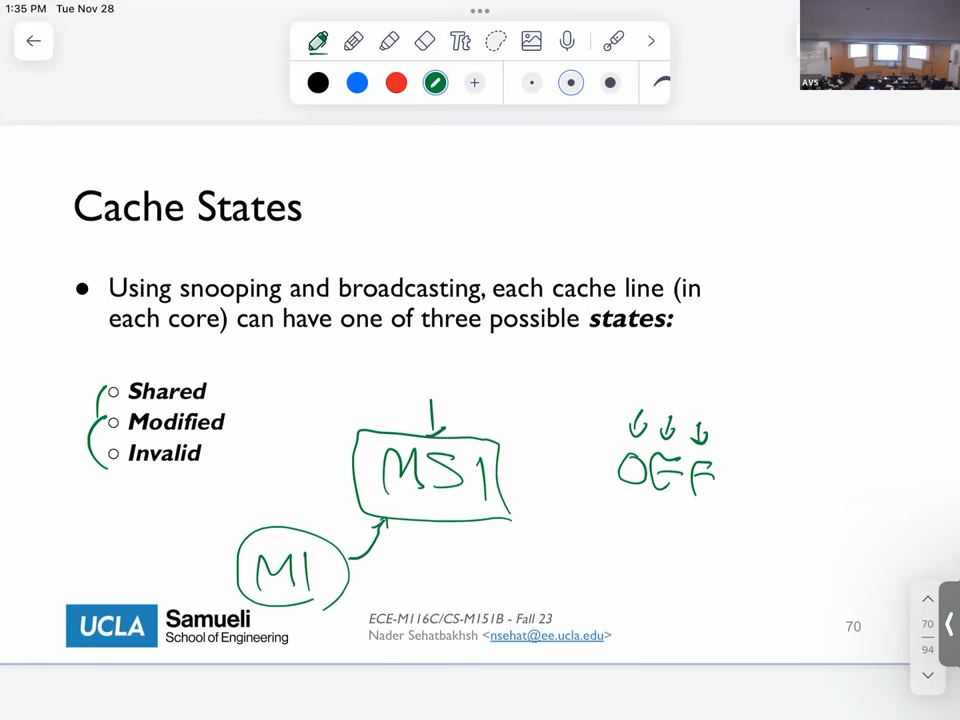 1:35 PM Tue Nov 28
Tt
AVS
Cache States
● Using snooping and broadcasting, each cache line (in
each core) can have one of three possible states:
○ Shared
○ Modified
○ Invalid
MSI
OEF
MI
UCLA Samueli
School of Engineering
ECE-M116C/CS-M151B - Fall 23
Nader Sehatbakhsh <nsehat@ee.ucla.edu>
70
70
94